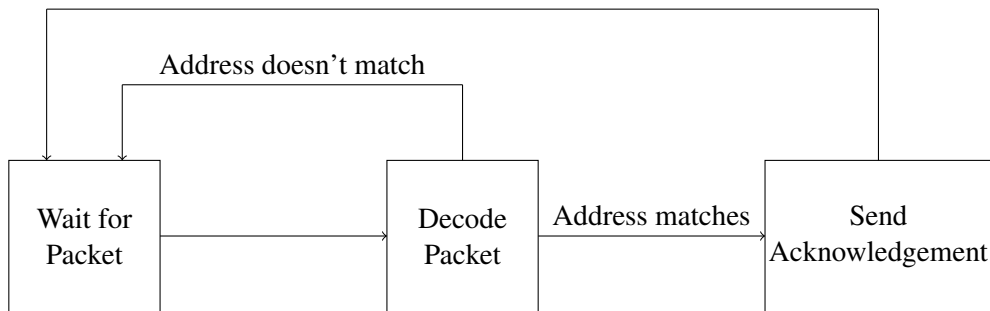 Address doesn't match
Wait for
Packet
Decode
Packet
Address matches
Send
Acknowledgement